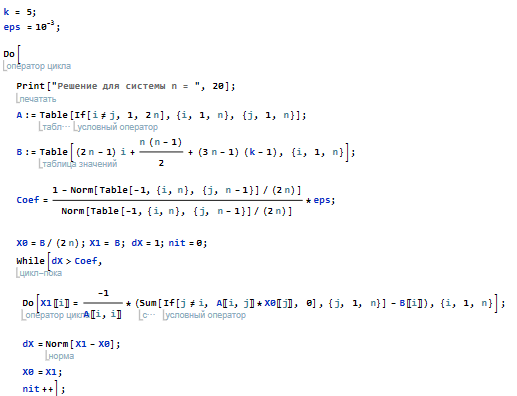 k = 5;
eps = 10^-3;
Do[
оператор цикла
Print["Решение для системы n = ", 20];
печатать
A := Table[If[i ≠ j, 1, 2 n], {i, 1, n}, {j, 1, n}];
табл⋯ условный оператор
B := Table[(2 n - 1) i + n (n - 1) / 2 + (3 n - 1) (k - 1), {i, 1, n}];
таблица значений
Coef = 1 - Norm[Table[-1, {i, n}, {j, n - 1}] / (2 n)] / Norm[Table[-1, {i, n}, {j, n - 1}] / (2 n)] * eps;
X0 = B / (2 n); X1 = B; dX = 1; nit = 0;
While[dX > Coef,
цикл-пока
Do[X1[[i]] = -1 / A[[i, i]] * (Sum[If[j ≠ i, A[[i, j]] * X0[[j]], 0], {j, 1, n}] - B[[i]]), {i, 1, n}];
оператор цикла с⋯ условный оператор
dX = Norm[X1 - X0];
норма
X0 = X1;
nit ++];